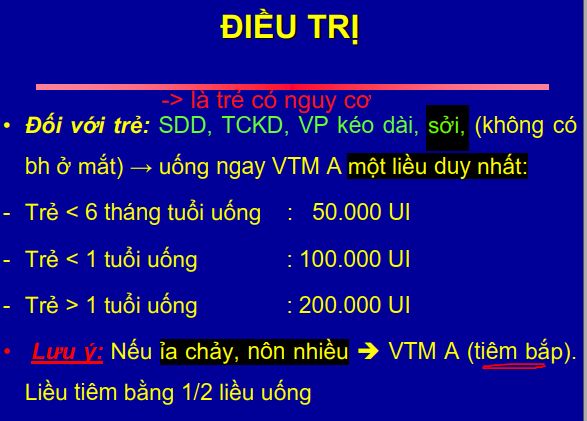 ĐIỀU TRỊ
-> là trẻ có nguy cơ
• Đối với trẻ: SDD, TCKD, VP kéo dài, sởi, (không có
bh ở mắt) → uống ngay VTM A một liều duy nhất:
- Trẻ < 6 tháng tuổi uống : 50.000 UI
- Trẻ < 1 tuổi uống : 100.000 UI
- Trẻ > 1 tuổi uống : 200.000 UI
• Lưu ý: Nếu ỉa chảy, nôn nhiều ➔ VTM A (tiêm bắp).
Liều tiêm bằng 1/2 liều uống